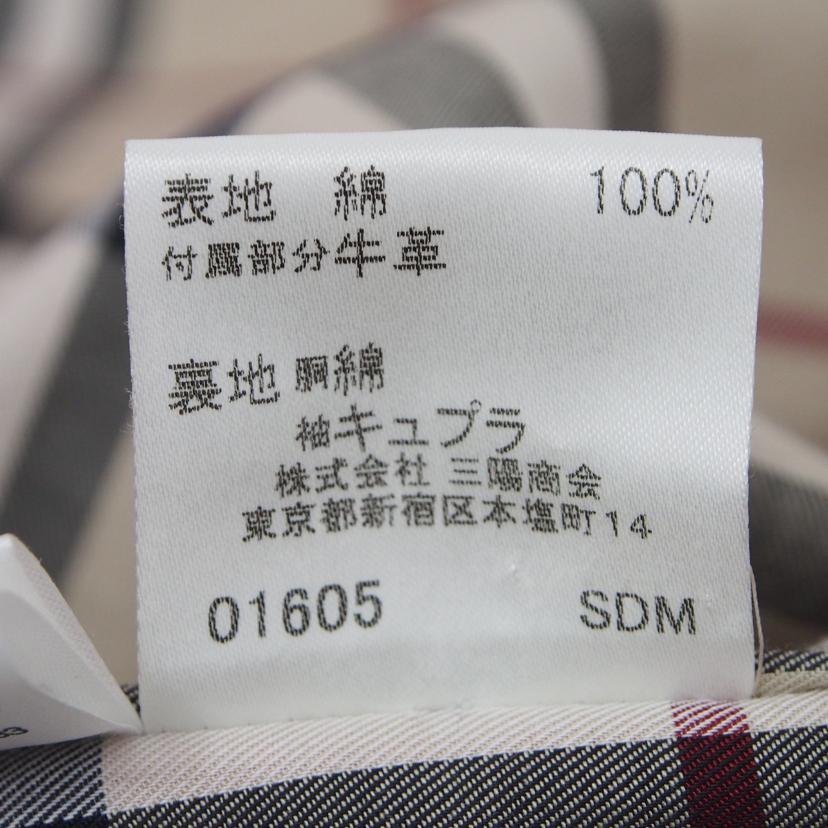 表地 綿 100%
付属部分牛革
裏地 胴綿
袖キュプラ
株式会社 三陽商会
東京都新宿区本塩町14
01605 SDM